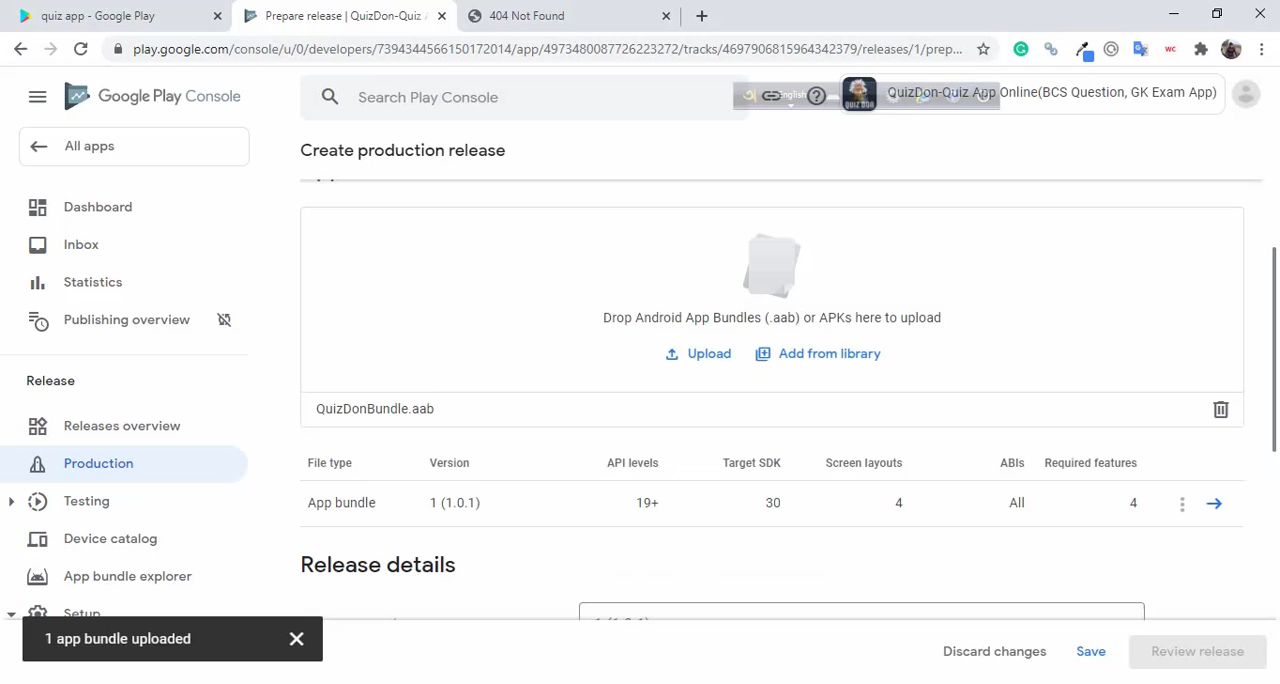 quiz app - Google Play
Prepare release | QuizDon-Quiz A
404 Not Found
play.google.com/console/u/0/developers/7394344566150172014/app/4973480087726223272/tracks/4697906815964342379/releases/1/prep...
Google Play Console
Search Play Console
English
QuizDon-Quiz App Online(BCS Question, GK Exam App)
All apps
Create production release
Dashboard
Inbox
Statistics
Publishing overview
Drop Android App Bundles (.aab) or APKs here to upload
Upload
Add from library
Release
QuizDonBundle.aab
Releases overview
Production
File type Version API levels Target SDK Screen layouts ABIs Required features
Testing
App bundle 1 (1.0.1) 19+ 30 4 All 4
Device catalog
Release details
App bundle explorer
Setup
1 (1.0.1)
1 app bundle uploaded
Discard changes
Save
Review release